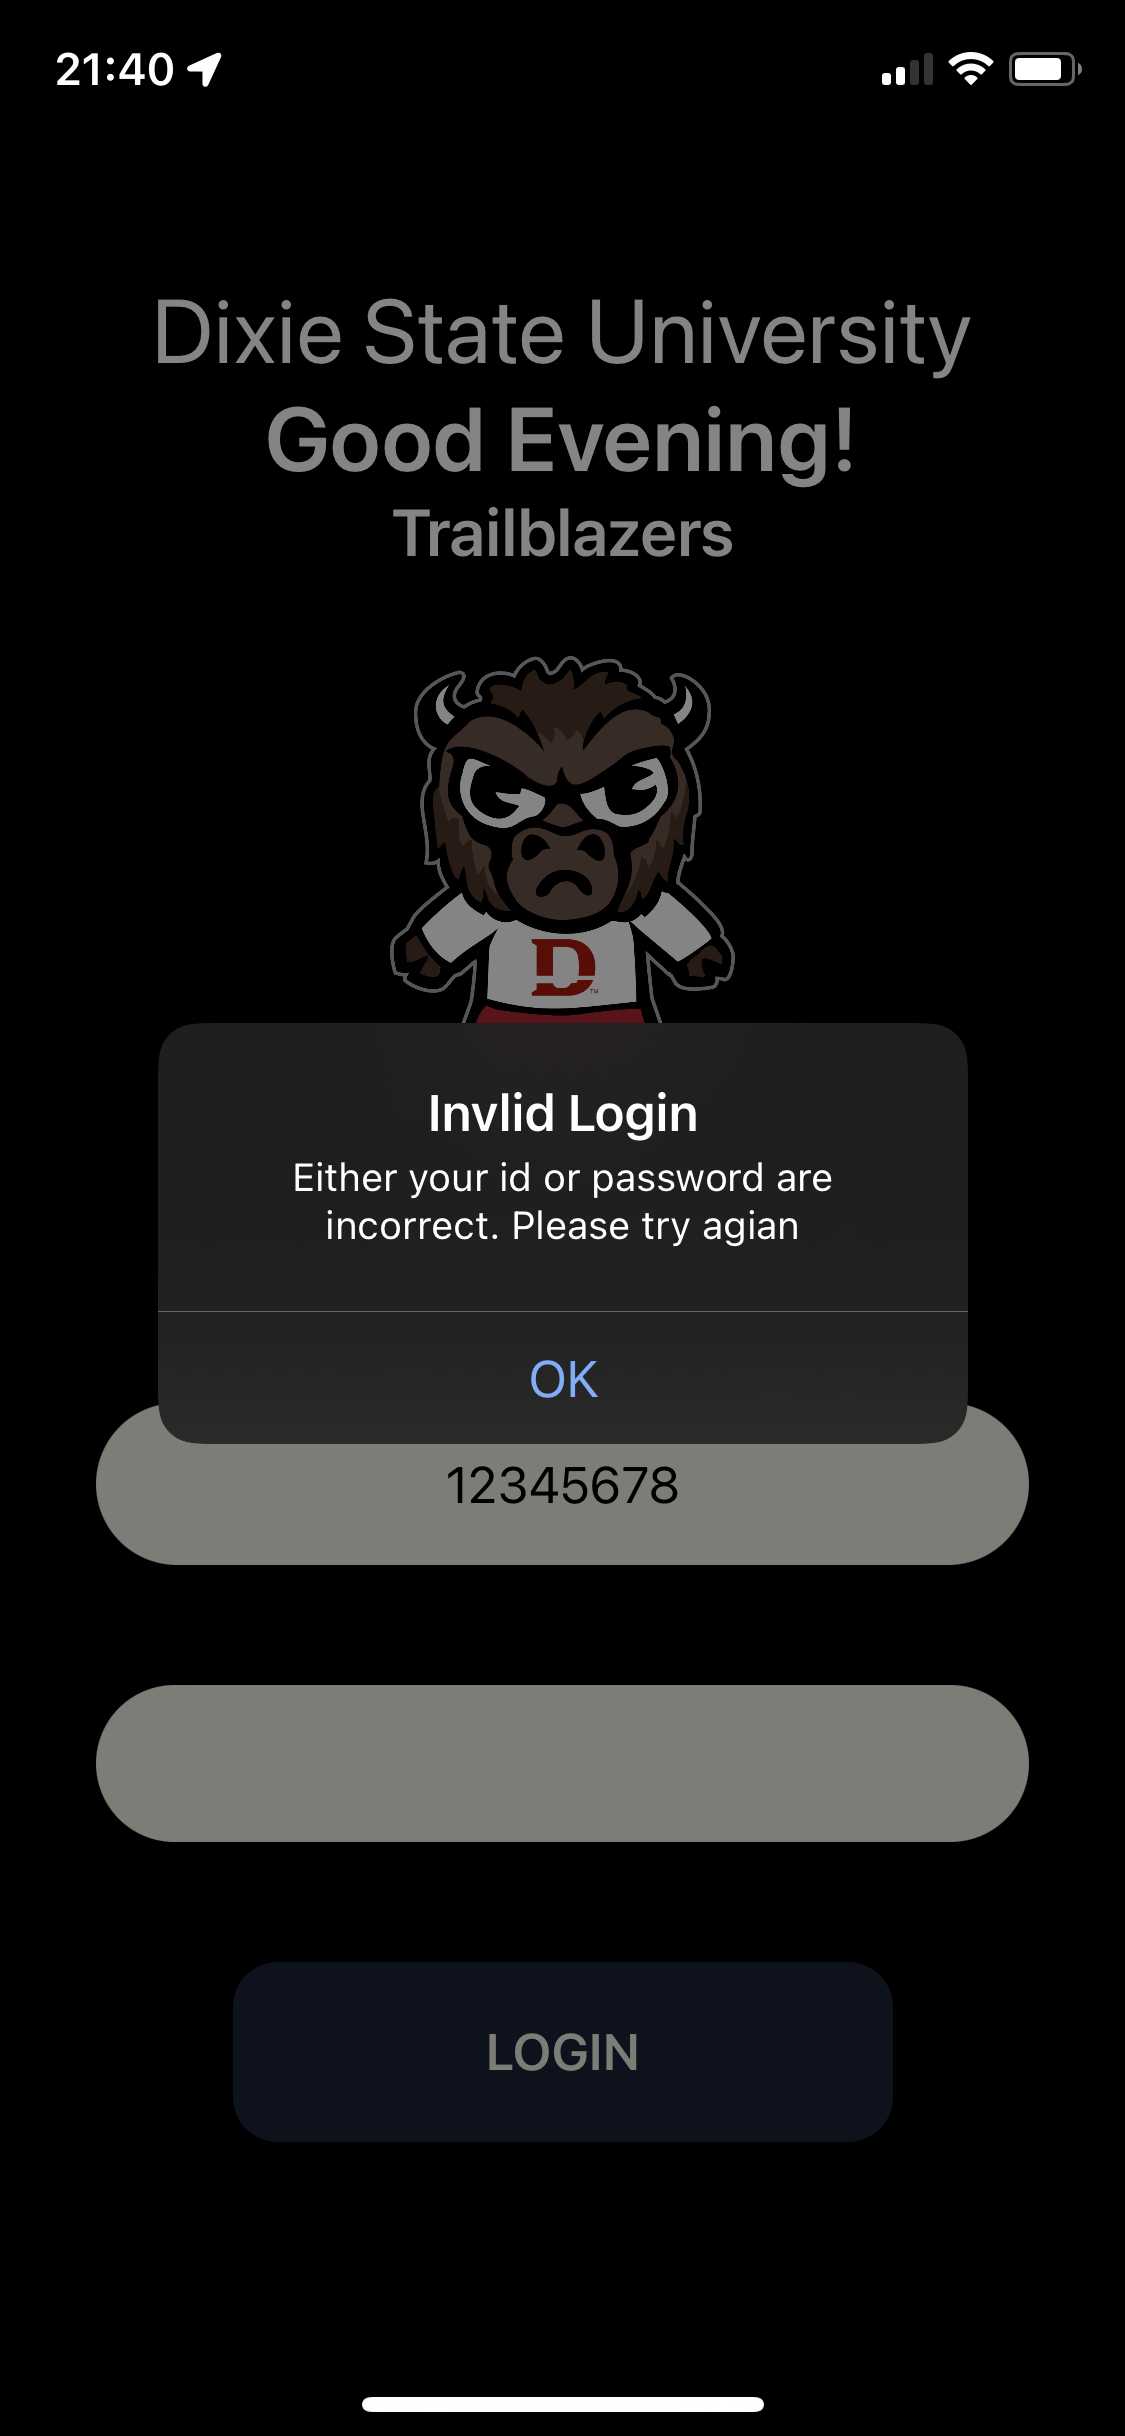 21:40
Dixie State University
Good Evening!
Trailblazers
D
TM
Invlid Login
Either your id or password are
incorrect. Please try agian
OK
12345678
LOGIN